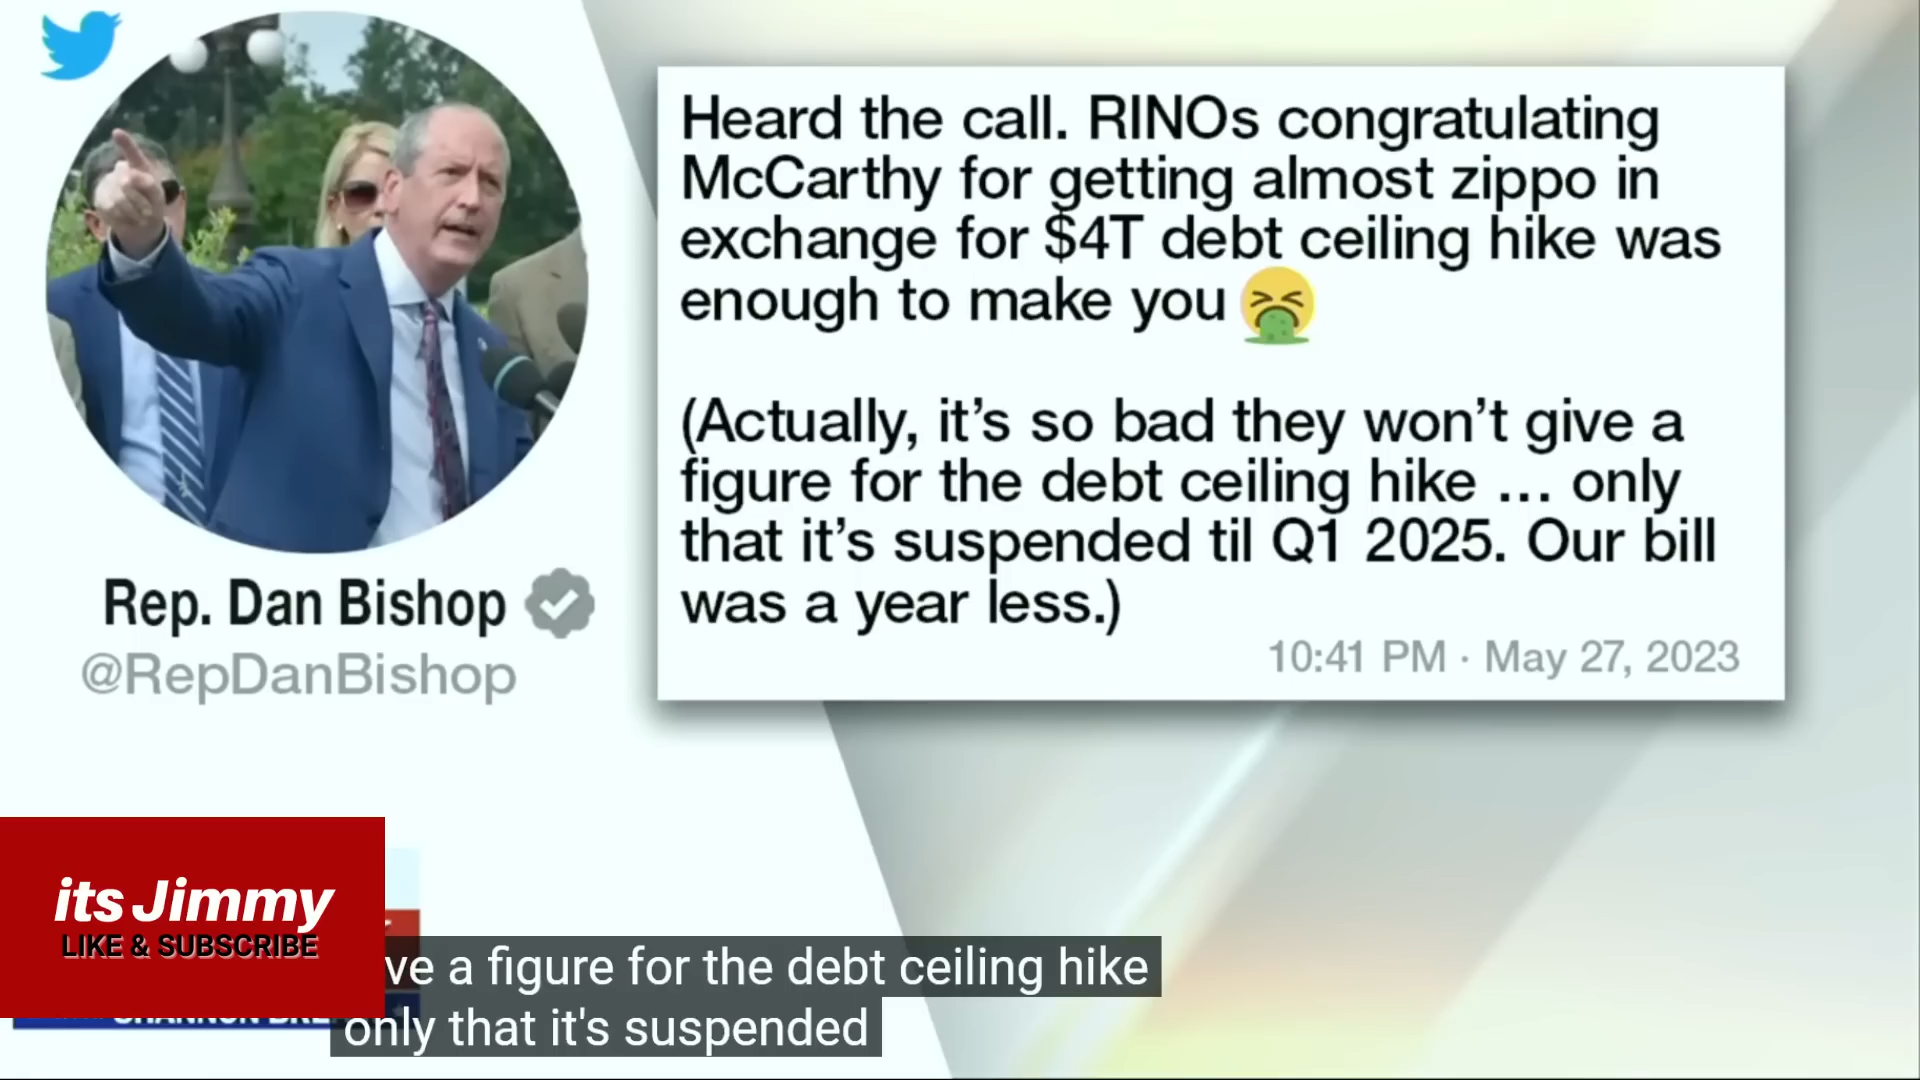 Heard the call. RINOs congratulating
McCarthy for getting almost zippo in
exchange for $4T debt ceiling hike was
enough to make you 🤮
(Actually, it’s so bad they won’t give a
figure for the debt ceiling hike ... only
that it’s suspended til Q1 2025. Our bill
was a year less.)
10:41 PM · May 27, 2023
Rep. Dan Bishop
@RepDanBishop
its Jimmy
LIKE & SUBSCRIBE
ve a figure for the debt ceiling hike
only that it's suspended